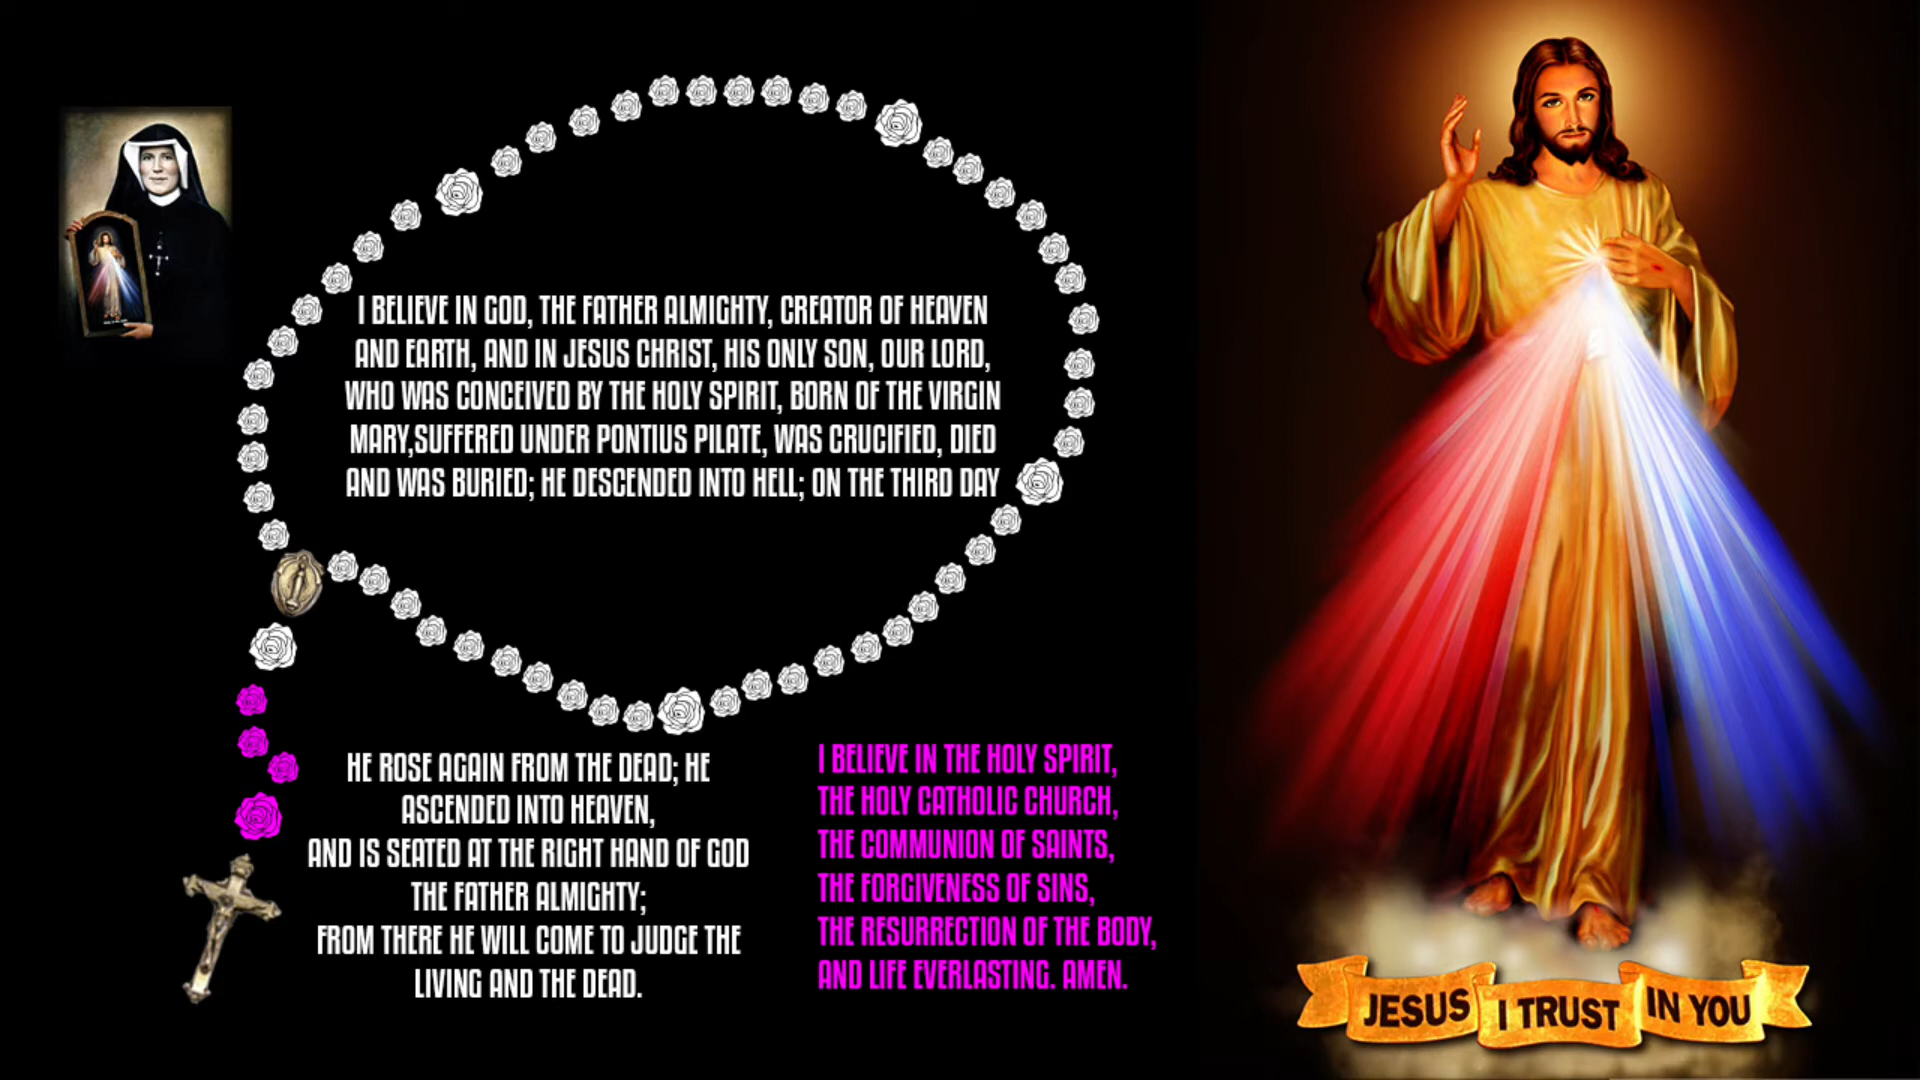 I BELIEVE IN GOD, THE FATHER ALMIGHTY, CREATOR OF HEAVEN
AND EARTH, AND IN JESUS CHRIST, HIS ONLY SON, OUR LORD,
WHO WAS CONCEIVED BY THE HOLY SPIRIT, BORN OF THE VIRGIN
MARY,SUFFERED UNDER PONTIUS PILATE, WAS CRUCIFIED, DIED
AND WAS BURIED; HE DESCENDED INTO HELL; ON THE THIRD DAY
HE ROSE AGAIN FROM THE DEAD; HE
ASCENDED INTO HEAVEN,
AND IS SEATED AT THE RIGHT HAND OF GOD
THE FATHER ALMIGHTY;
FROM THERE HE WILL COME TO JUDGE THE
LIVING AND THE DEAD.
I BELIEVE IN THE HOLY SPIRIT,
THE HOLY CATHOLIC CHURCH,
THE COMMUNION OF SAINTS,
THE FORGIVENESS OF SINS,
THE RESURRECTION OF THE BODY,
AND LIFE EVERLASTING. AMEN.
JESUS I TRUST IN YOU